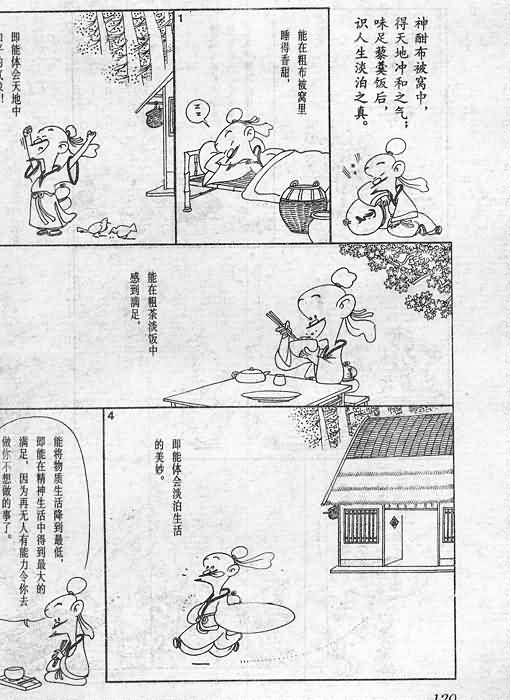 神酣布被窝中，
得天地冲和之气；
味足藜羹饭后，
识人生淡泊之真。
1
能在粗布被窝里
睡得香甜，
即能体会天地中
能在粗茶淡饭中
感到满足，
4
即能体会淡泊生活
的美妙。
能将物质生活降到最低，
即能在精神生活中得到最大的
满足，因为再无人有能力令你去
做你不想做的事了。
120